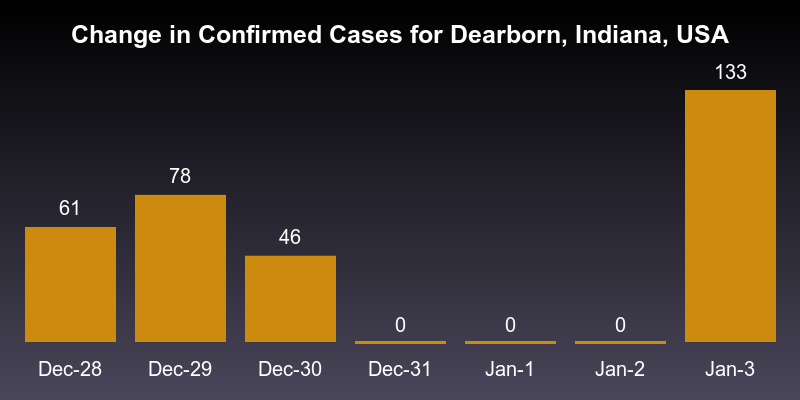 Change in Confirmed Cases for Dearborn, Indiana, USA
133
78
61
46
0 0 0
Dec-28 Dec-29 Dec-30 Dec-31 Jan-1 Jan-2 Jan-3